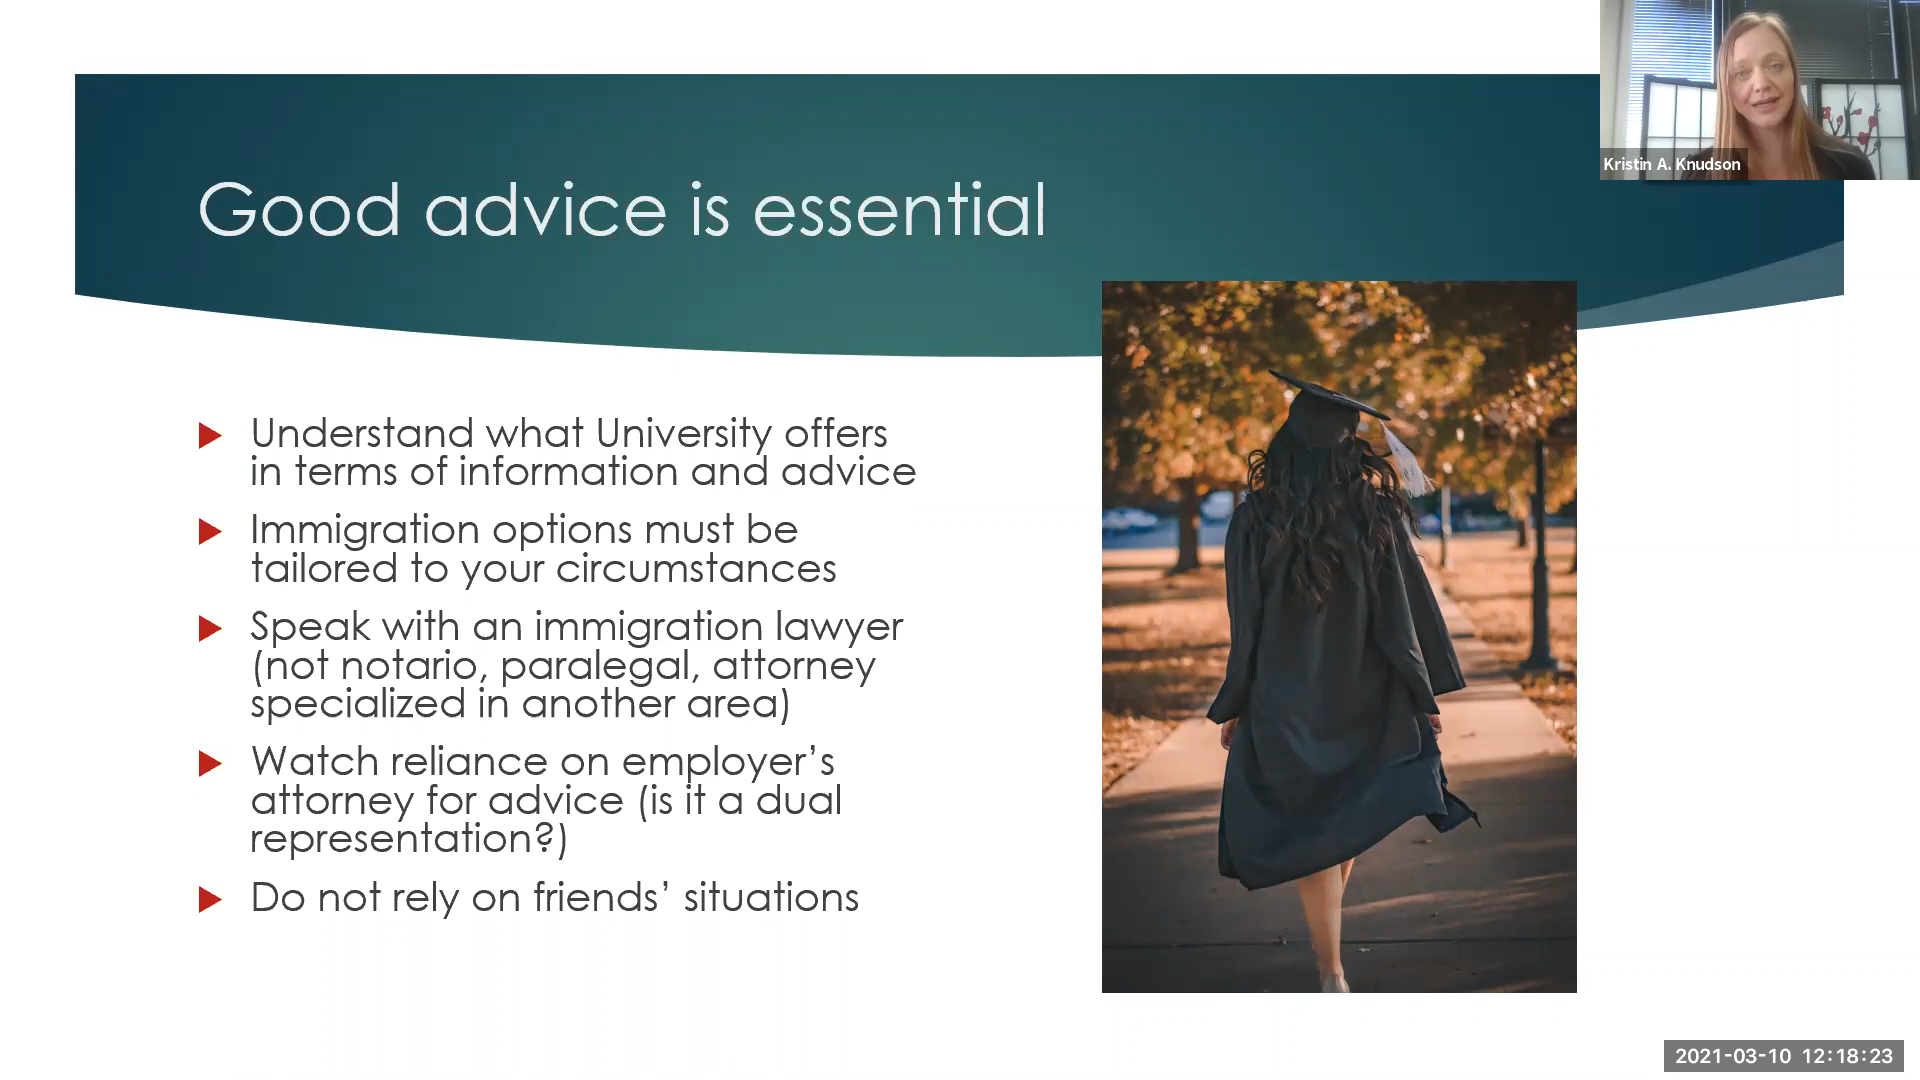 Kristin A. Knudson
Good advice is essential
Understand what University offers
in terms of information and advice
Immigration options must be
tailored to your circumstances
Speak with an immigration lawyer
(not notario, paralegal, attorney
specialized in another area)
Watch reliance on employer’s
attorney for advice (is it a dual
representation?)
Do not rely on friends’ situations
2021-03-10 12:18:23